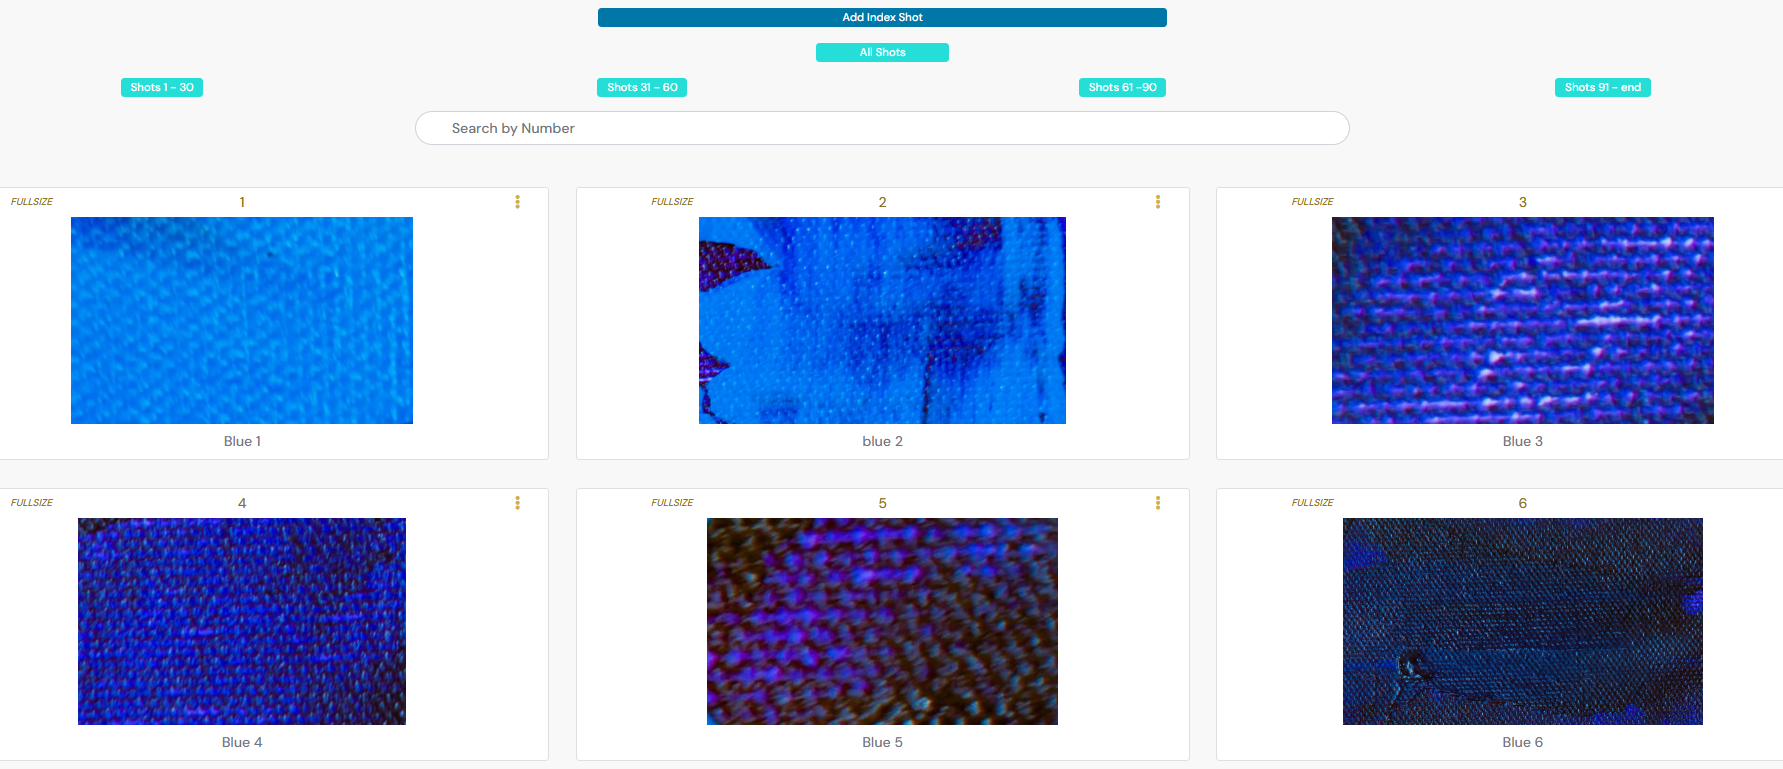 Add Index Shot
All Shots
Shots 1 - 30
Shots 31 - 60
Shots 61 -90
Shots 91 - end
Search by Number
FULLSIZE 1
FULLSIZE 2
FULLSIZE 3
Blue 1
blue 2
Blue 3
FULLSIZE 4
FULLSIZE 5
FULLSIZE 6
Blue 4
Blue 5
Blue 6